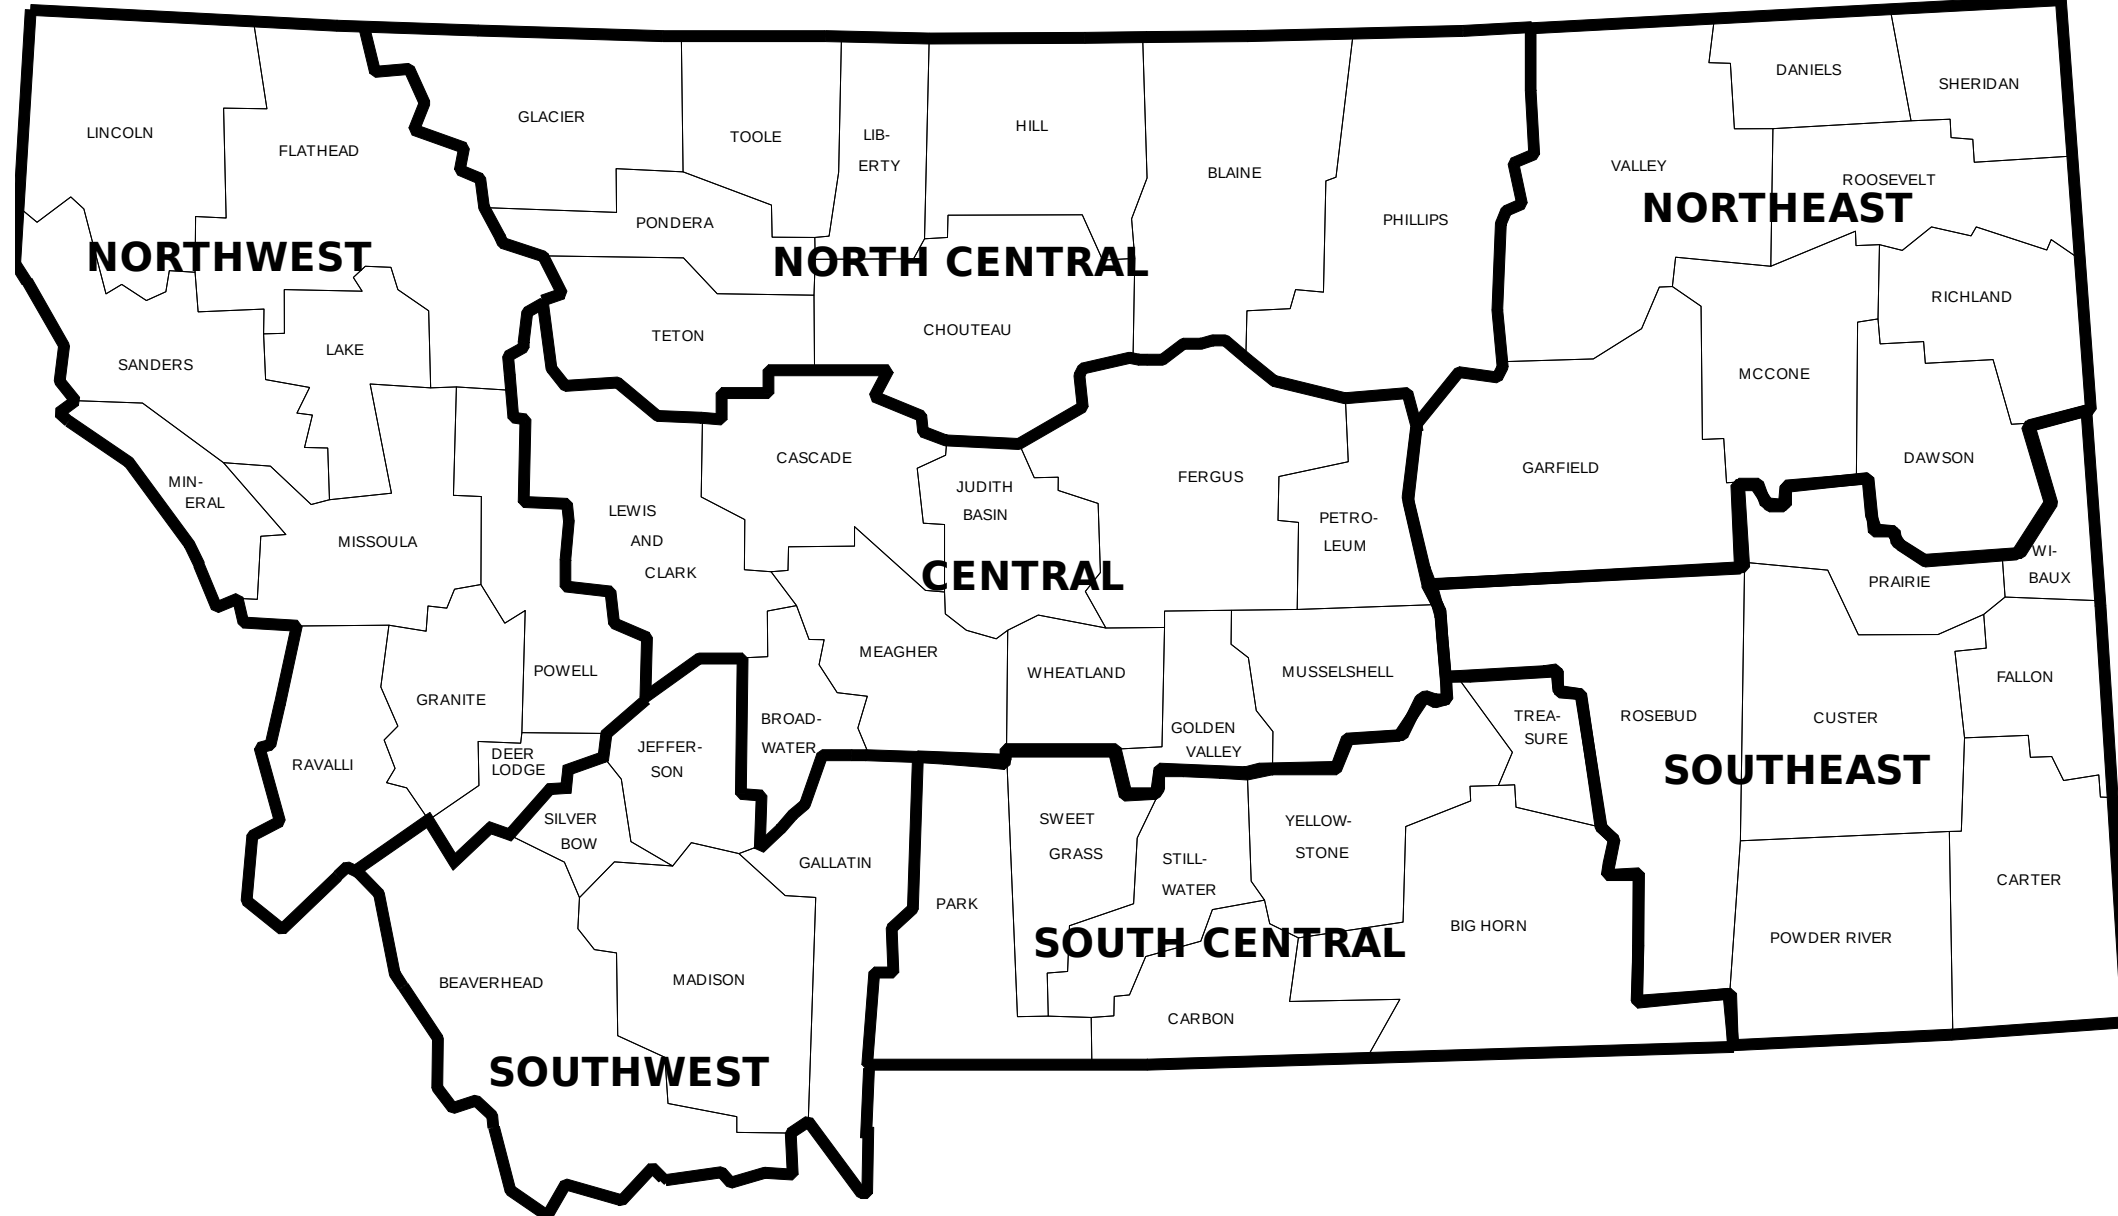 DANIELS
SHERIDAN
GLACIER
HILL
LINCOLN
TOOLE
LIB-
ERTY
FLATHEAD
BLAINE
VALLEY
ROOSEVELT
NORTHEAST
PHILLIPS
PONDERA
NORTHWEST
NORTH CENTRAL
RICHLAND
CHOUTEAU
TETON
LAKE
SANDERS
MCCONE
CASCADE
DAWSON
GARFIELD
FERGUS
MIN-
ERAL
JUDITH
BASIN
LEWIS
AND
CLARK
PETRO-
LEUM
MISSOULA
WI-
BAUX
CENTRAL
PRAIRIE
MEAGHER
POWELL
WHEATLAND
MUSSELSHELL
FALLON
GRANITE
BROAD-
WATER
TREA-
SURE
ROSEBUD
CUSTER
GOLDEN
VALLEY
JEFFER-
SON
DEER
LODGE
RAVALLI
SOUTHEAST
SILVER
BOW
SWEET
GRASS
YELLOW-
STONE
GALLATIN
STILL-
WATER
CARTER
PARK
BIG HORN
POWDER RIVER
SOUTH CENTRAL
BEAVERHEAD
MADISON
CARBON
SOUTHWEST